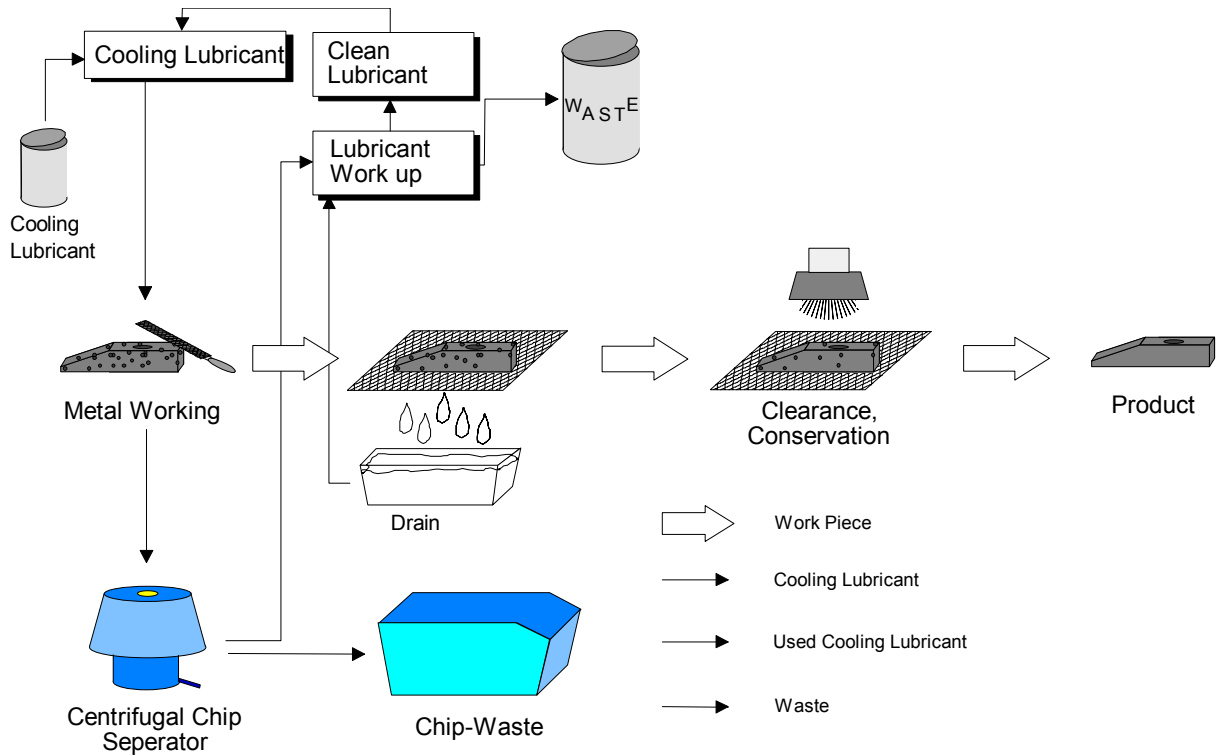 Cooling Lubricant
Clean
Lubricant
WASTE
Lubricant
Work up
Cooling
Lubricant
Metal Working
Drain
Clearance,
Conservation
Product
Work Piece
Cooling Lubricant
Used Cooling Lubricant
Waste
Centrifugal Chip
Seperator
Chip-Waste